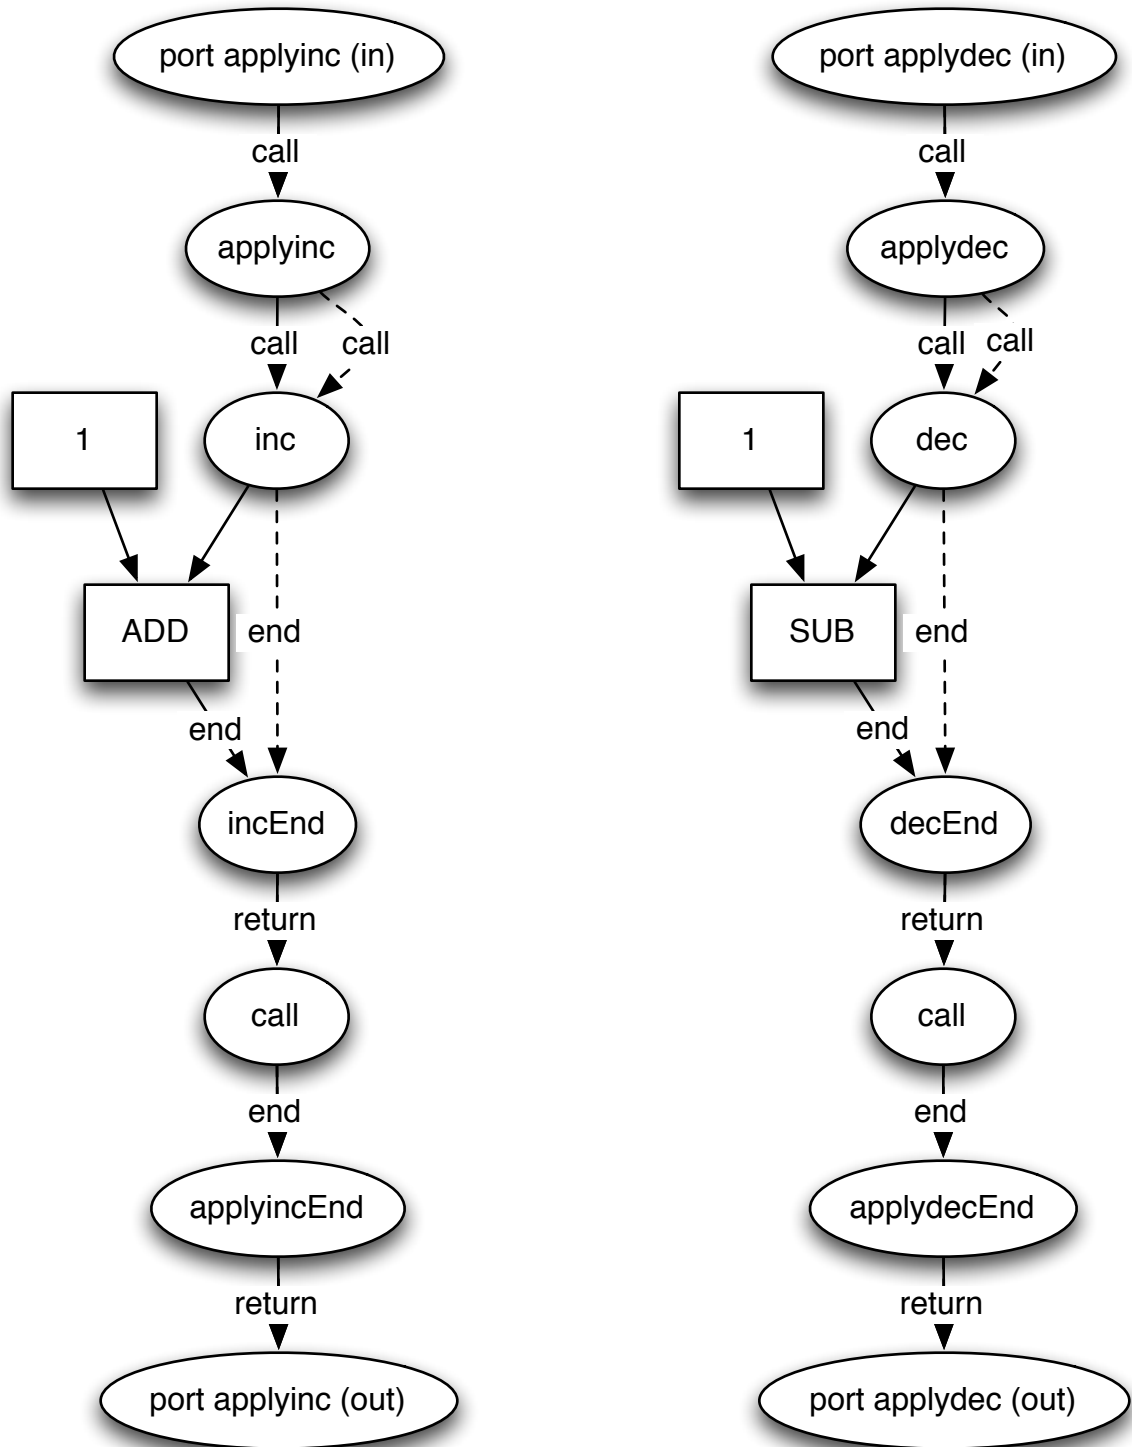 port applyinc (in)
call
applyinc
call
call
1
inc
ADD
end
end
incEnd
return
call
end
applyincEnd
return
port applyinc (out)
port applydec (in)
call
applydec
call
call
1
dec
SUB
end
end
decEnd
return
call
end
applydecEnd
return
port applydec (out)